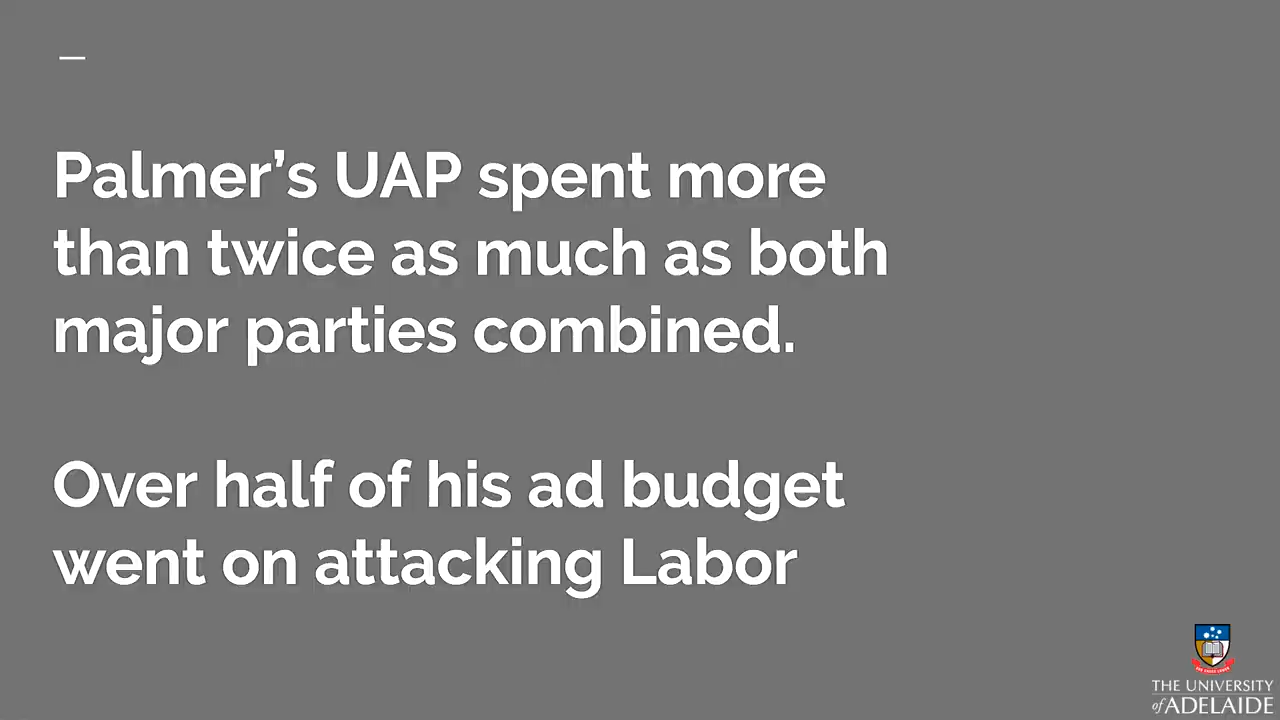 Palmer’s UAP spent more
than twice as much as both
major parties combined.
Over half of his ad budget
went on attacking Labor
THE UNIVERSITY
of ADELAIDE